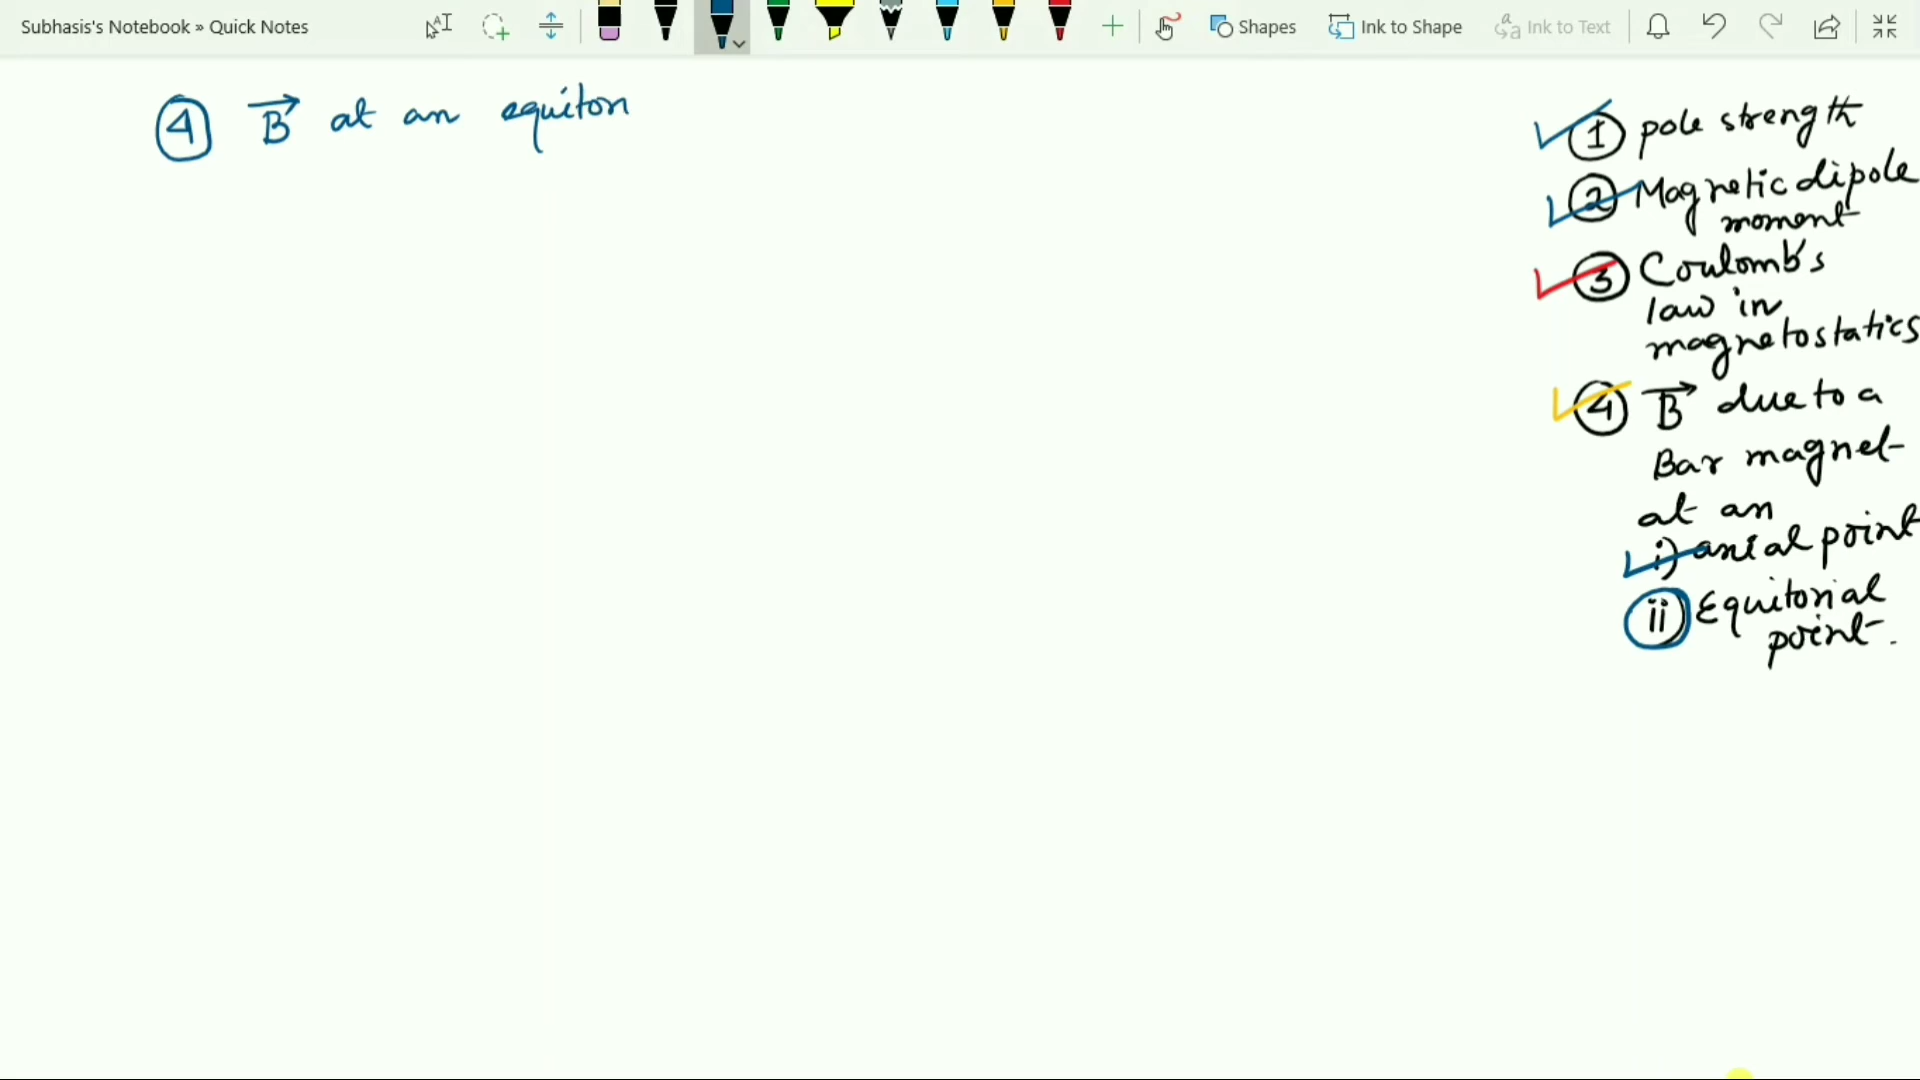 Subhasis's Notebook » Quick Notes
Shapes
Ink to Shape
Ink to Text
④ B⃗ at an equiton
① pole strength
② Magnetic dipole
moment
③ Coulomb's
law in
magnetostatics
④ B⃗ due to a
Bar magnet
at an
i) axial point
ii) Equitorial
point.